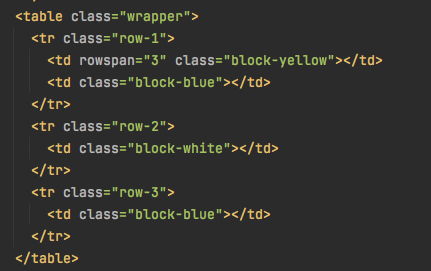 <table class="wrapper">
  <tr class="row-1">
    <td rowspan="3" class="block-yellow"></td>
    <td class="block-blue"></td>
  </tr>
  <tr class="row-2">
    <td class="block-white"></td>
  </tr>
  <tr class="row-3">
    <td class="block-blue"></td>
  </tr>
</table>